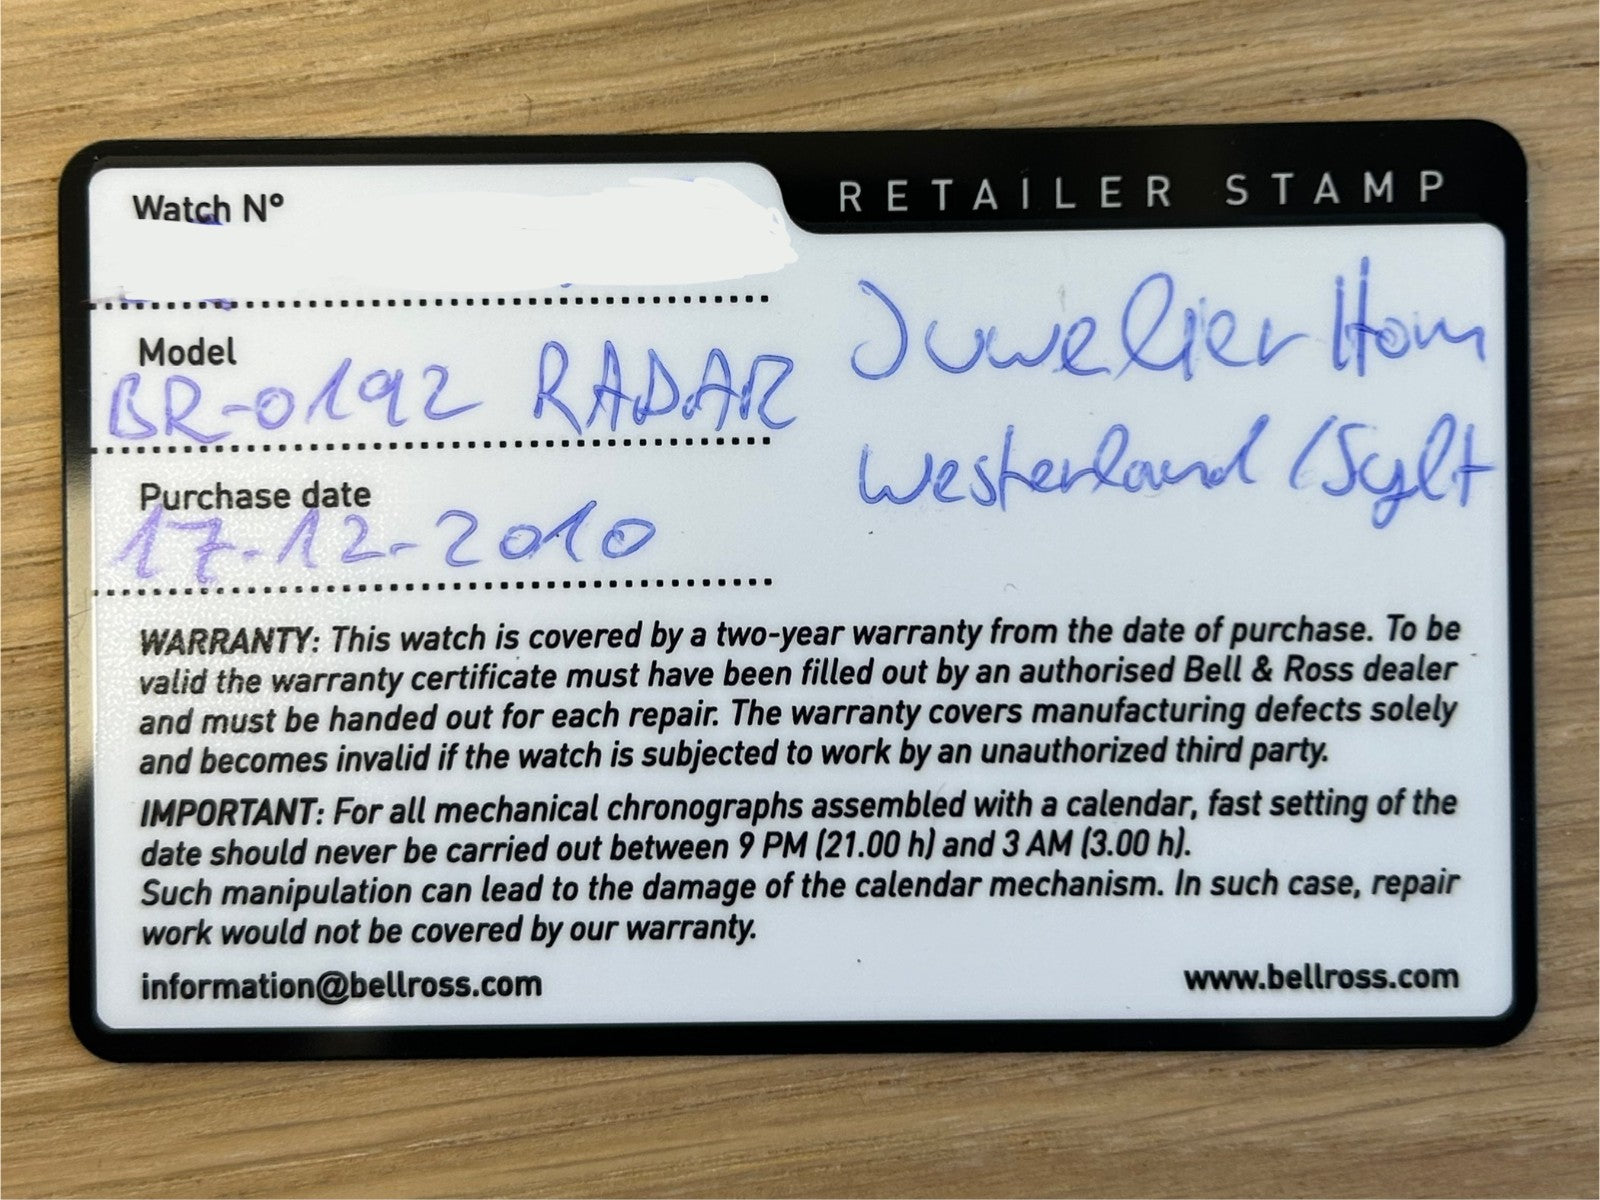 Watch N°
RETAILER STAMP
Model
BR-0192 RADAR
Purchase date
17-12-2010
Juwelier Hom
Westerland /Sylt
WARRANTY: This watch is covered by a two-year warranty from the date of purchase. To be
valid the warranty certificate must have been filled out by an authorised Bell & Ross dealer
and must be handed out for each repair. The warranty covers manufacturing defects solely
and becomes invalid if the watch is subjected to work by an unauthorized third party.
IMPORTANT: For all mechanical chronographs assembled with a calendar, fast setting of the
date should never be carried out between 9 PM (21.00 h) and 3 AM (3.00 h).
Such manipulation can lead to the damage of the calendar mechanism. In such case, repair
work would not be covered by our warranty.
information@bellross.com
www.bellross.com